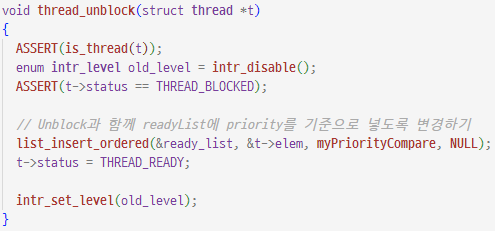 void thread_unblock(struct thread *t)
{
ASSERT(is_thread(t));
enum intr_level old_level = intr_disable();
ASSERT(t->status == THREAD_BLOCKED);
// Unblock과 함께 readyList에 priority를 기준으로 넣도록 변경하기
list_insert_ordered(&ready_list, &t->elem, myPriorityCompare, NULL);
t->status = THREAD_READY;
intr_set_level(old_level);
}